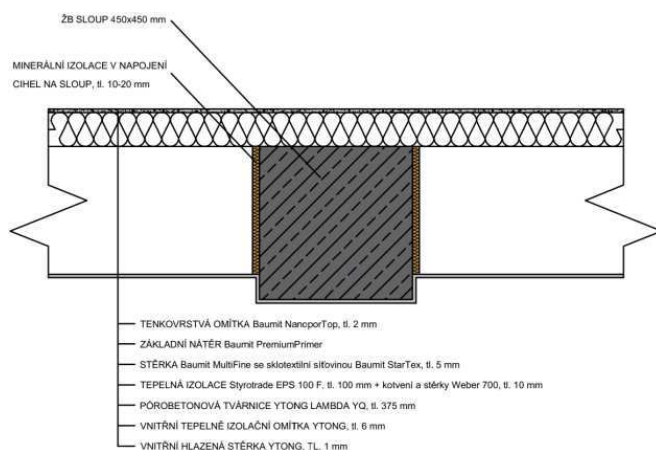 ŽB SLOUP 450x450 mm
MINERÁLNÍ IZOLACE V NAPOJENÍ
CIHEL NA SLOUP, tl. 10-20 mm
TENKOVRSTVÁ OMÍTKA Baumit NanoporTop, tl. 2 mm
ZÁKLADNÍ NÁTĚR Baumit PremiumPrimer
STĚRKA Baumit MultiFine se sklotextilní síťovinou Baumit StarTex, tl. 5 mm
TEPELNÁ IZOLACE Styrotrade EPS 100 F. tl. 100 mm + kotvení a stěrky Weber 700, tl. 10 mm
PÓROBETONOVÁ TVÁRNICE YTONG LAMBDA YQ, tl. 375 mm
VNITŘNÍ TEPELNĚ IZOLAČNÍ OMÍTKA YTONG, tl. 6 mm
VNITŘNÍ HLAZENÁ STĚRKA YTONG, TL. 1 mm